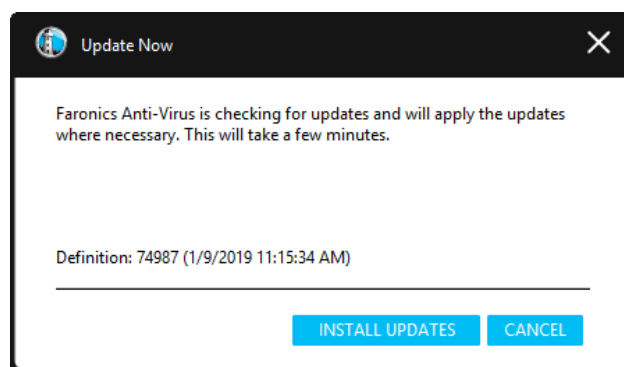 Update Now
Faronics Anti-Virus is checking for updates and will apply the updates
where necessary. This will take a few minutes.
Definition: 74987 (1/9/2019 11:15:34 AM)
INSTALL UPDATES CANCEL